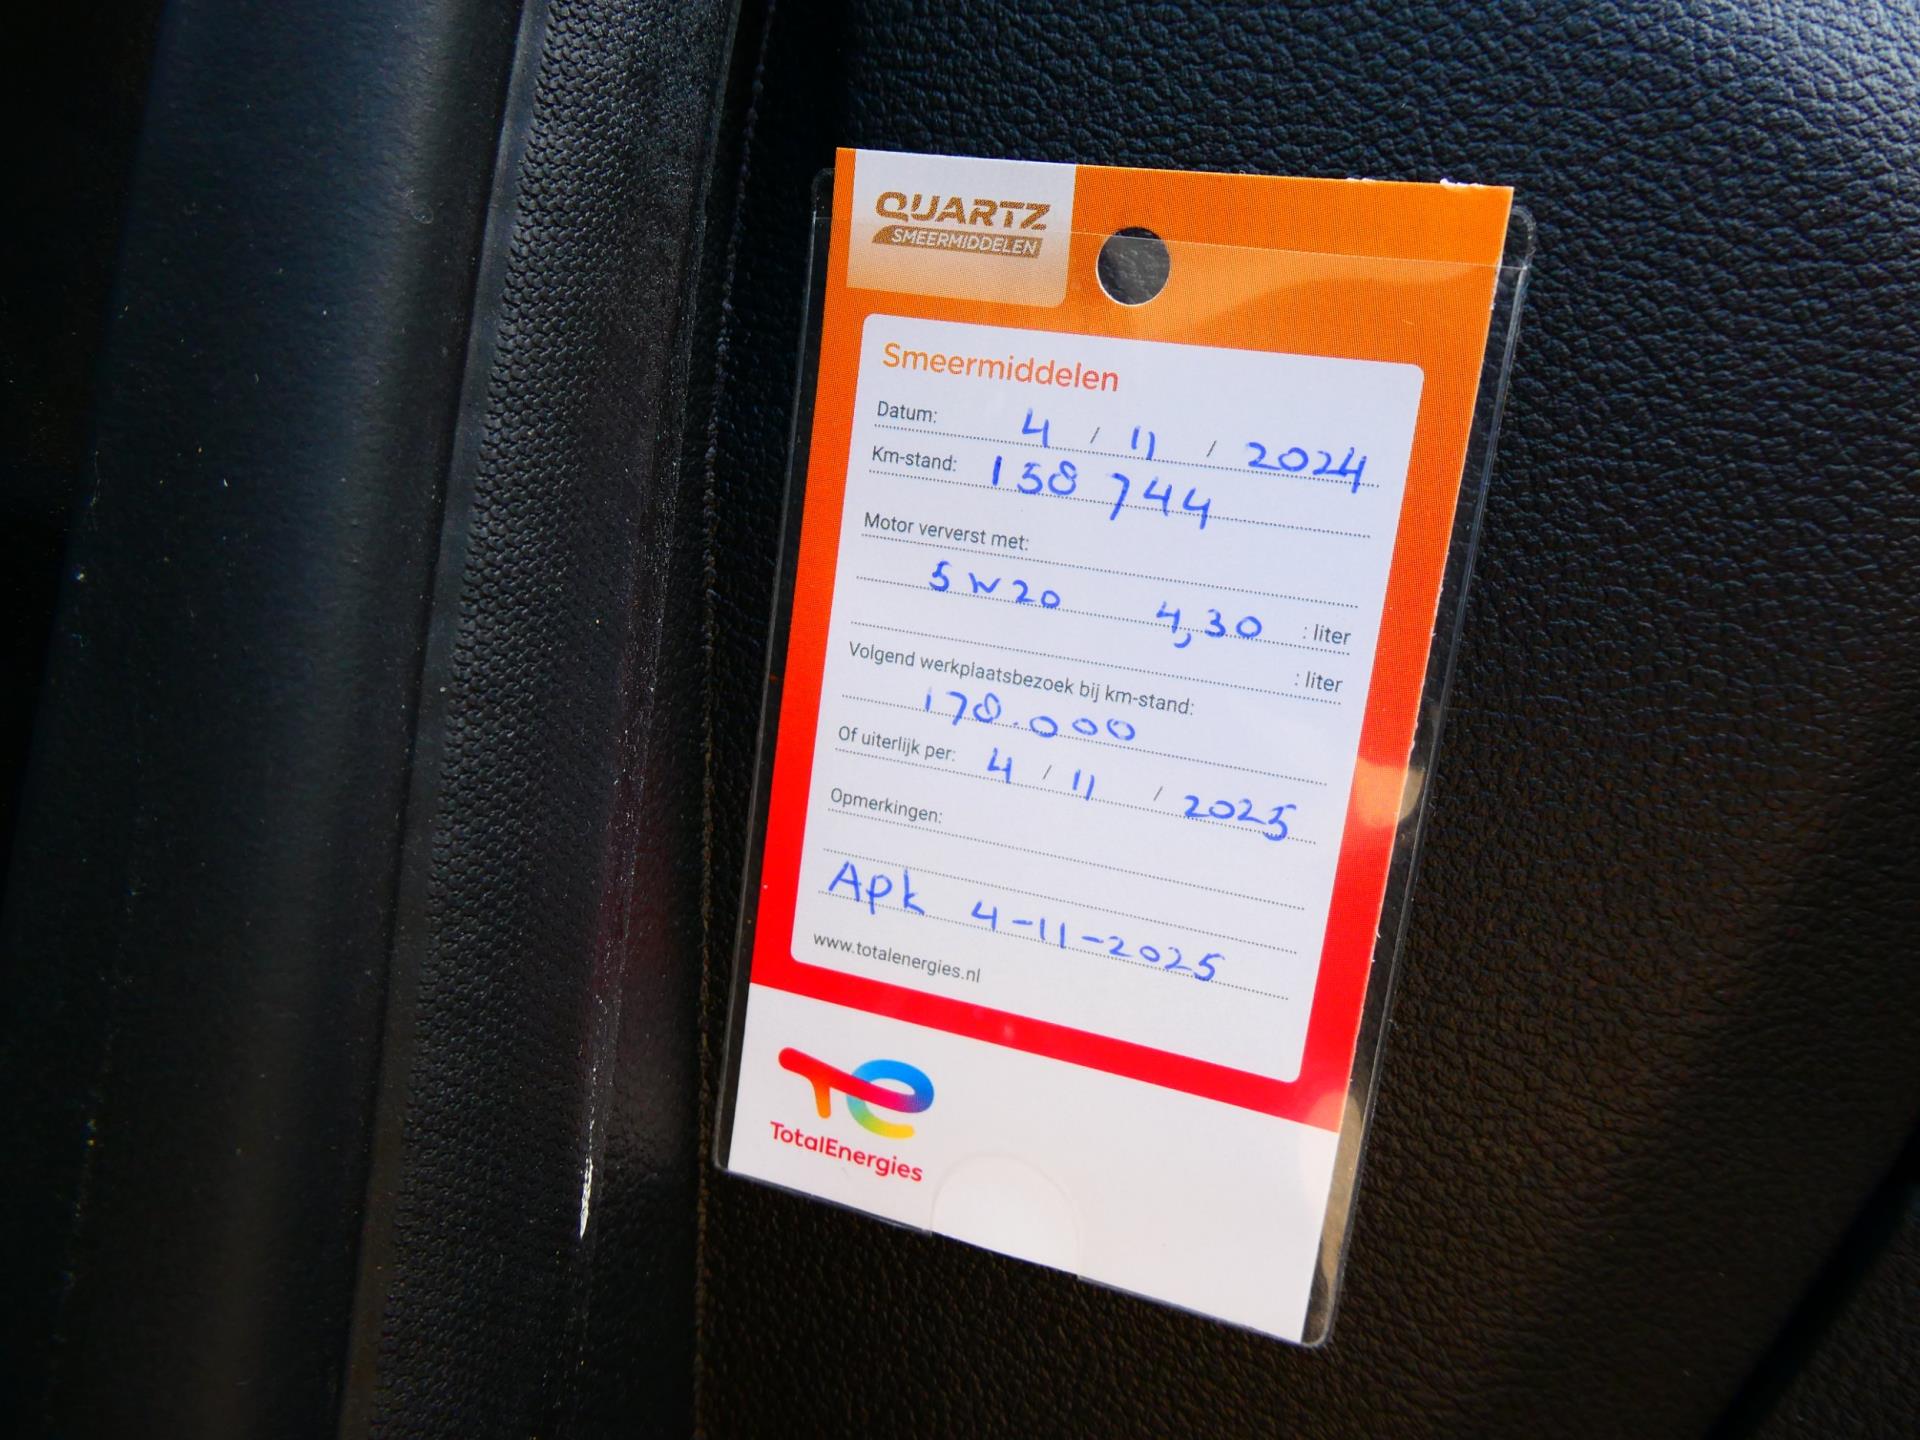 QUARTZ
SMEERMIDDELEN
Smeermiddelen
Datum: 4 / 11 / 2024
Km-stand: 158 744
Motor ververst met:
5W20 4,30 : liter
: liter
Volgend werkplaatsbezoek bij km-stand:
178.000
Of uiterlijk per: 4 / 11 / 2025
Opmerkingen:
Apk 4-11-2025
www.totalenergies.nl
TotalEnergies